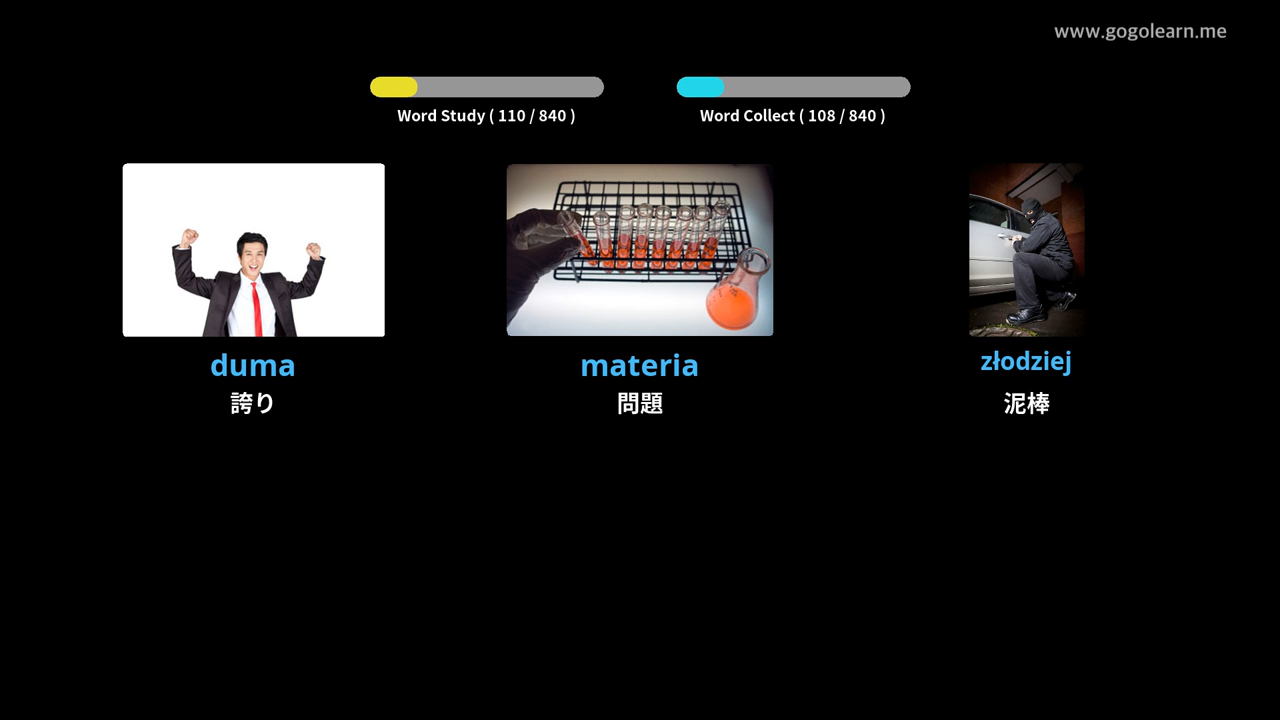 www.gogolearn.me
Word Study ( 110 / 840 )
Word Collect ( 108 / 840 )
duma
誇り
materia
問題
złodziej
泥棒